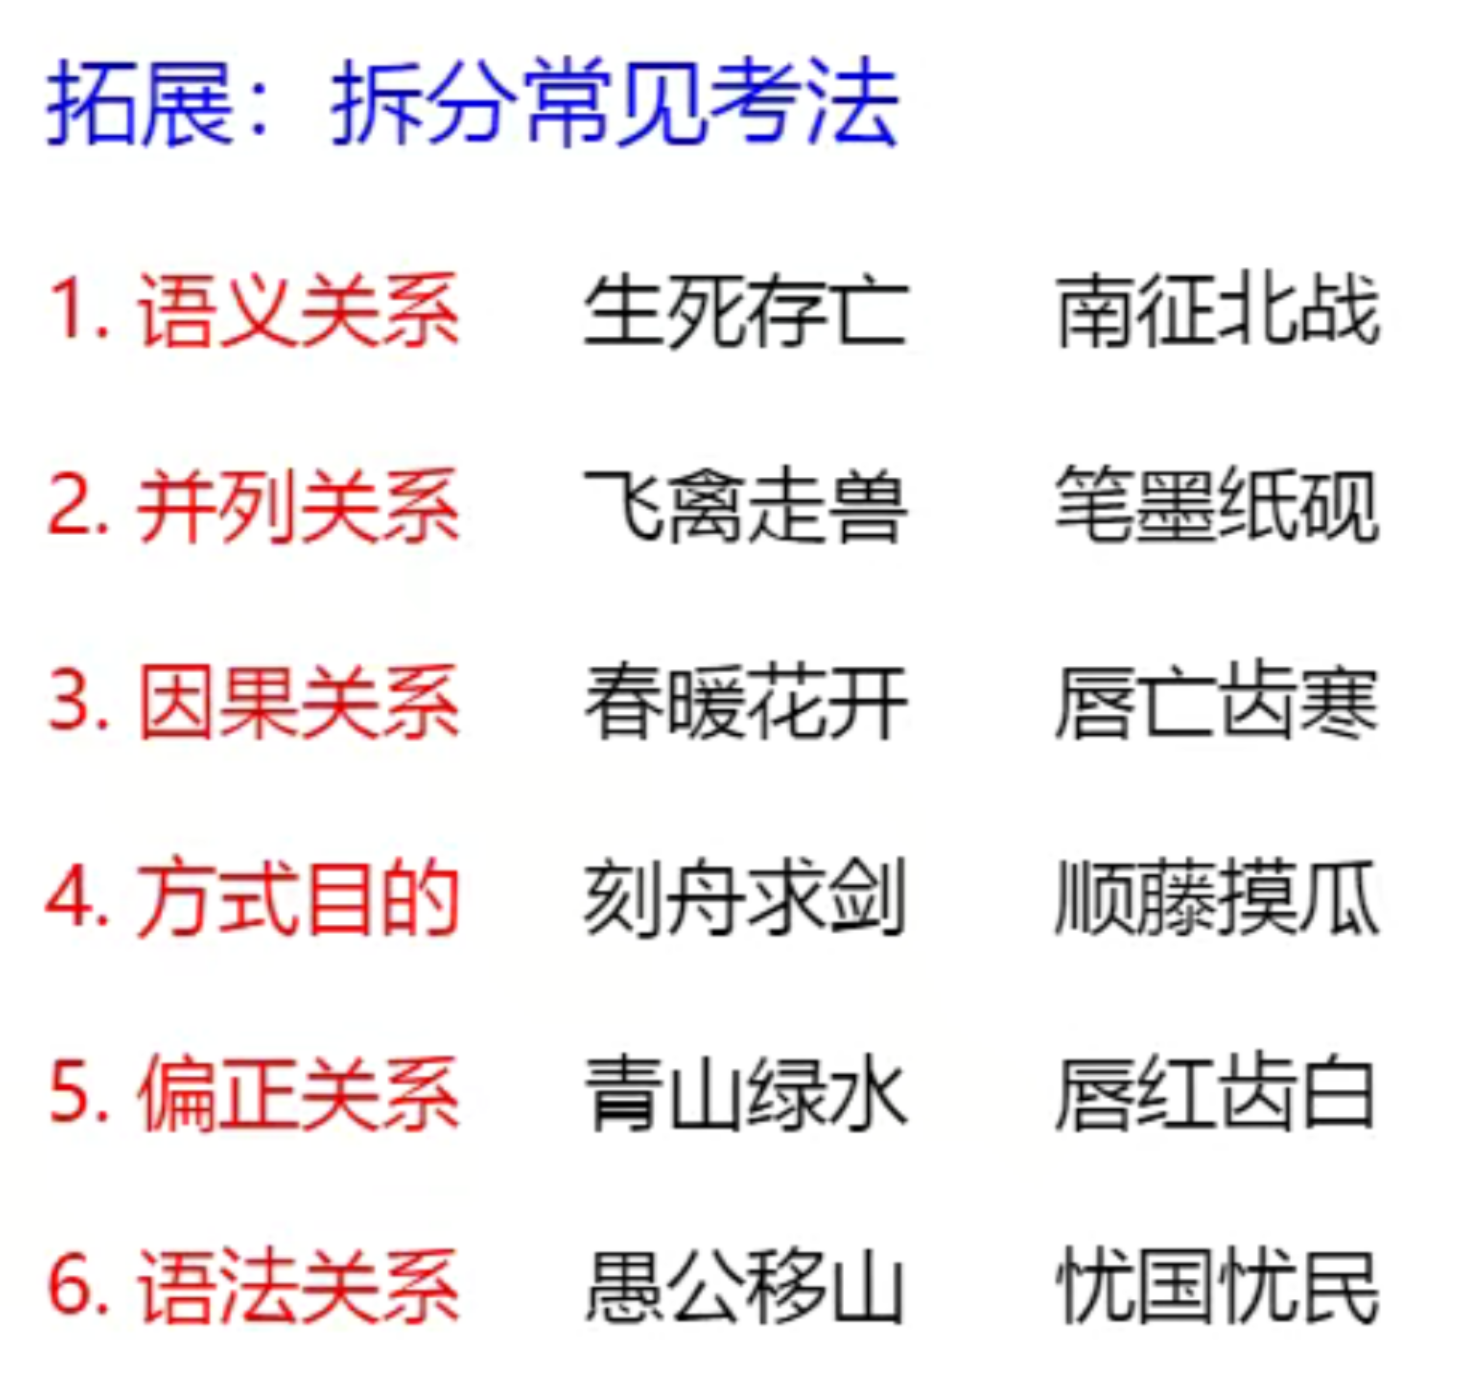 拓展：拆分常见考法
1. 语义关系 生死存亡 南征北战
2. 并列关系 飞禽走兽 笔墨纸砚
3. 因果关系 春暖花开 唇亡齿寒
4. 方式目的 刻舟求剑 顺藤摸瓜
5. 偏正关系 青山绿水 唇红齿白
6. 语法关系 愚公移山 忧国忧民